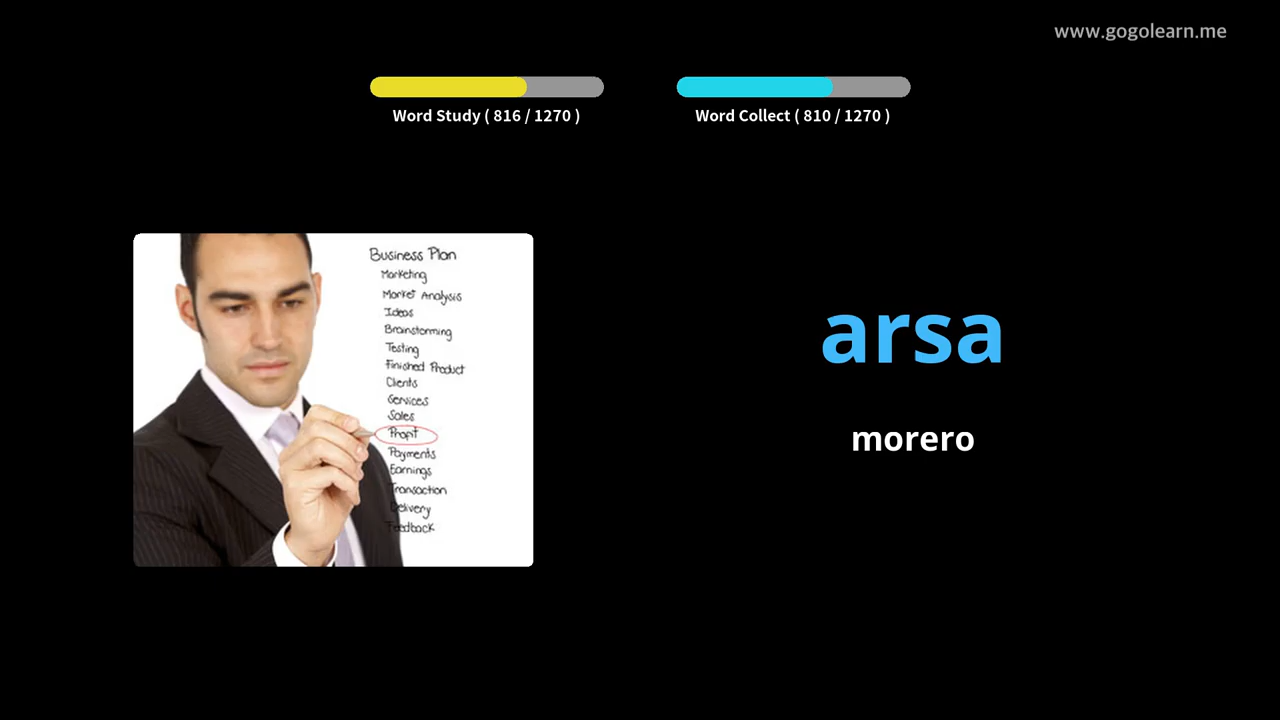 www.gogolearn.me
Word Study ( 816 / 1270 )
Word Collect ( 810 / 1270 )
Business Plan
Marketing
Market Analysis
Ideas
Brainstorming
Testing
Finished Product
Clients
Services
Sales
Profit
Payments
Earnings
Transaction
Delivery
Feedback
arsa
morero